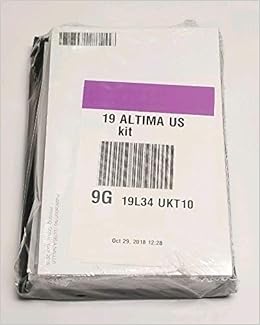 19 ALTIMA US
kit
9G 19L34 UKT10
Oct 29, 2018 12:28